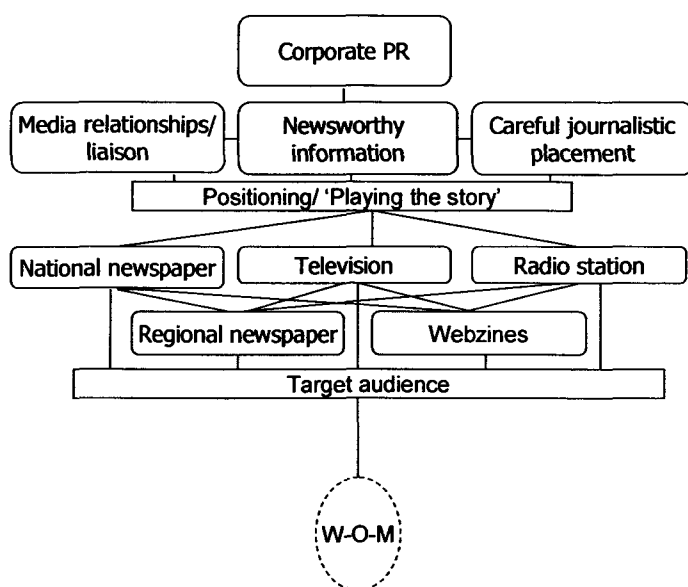 Corporate PR
Media relationships/
liaison
Newsworthy
information
Careful journalistic
placement
Positioning/ 'Playing the story'
National newspaper
Television
Radio station
Regional newspaper
Webzines
Target audience
W-O-M